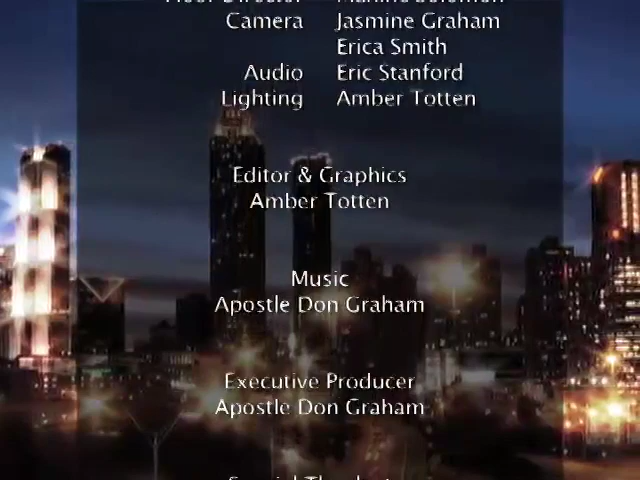 Camera Jasmine Graham
Erica Smith
Audio Eric Stanford
Lighting Amber Totten
Editor & Graphics
Amber Totten
Music
Apostle Don Graham
Executive Producer
Apostle Don Graham